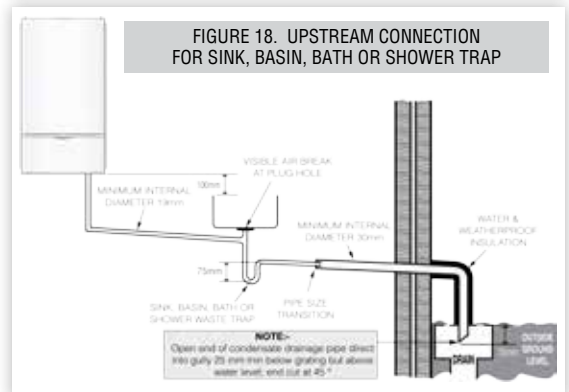 FIGURE 18. UPSTREAM CONNECTION
FOR SINK, BASIN, BATH OR SHOWER TRAP
VISIBLE AIR BREAK
AT PLUG HOLE
100mm
MINIMUM INTERNAL
DIAMETER 19mm
MINIMUM INTERNAL
DIAMETER 30mm
WATER &
WEATHERPROOF
INSULATION
75mm
SINK, BASIN, BATH OR
SHOWER WASTE TRAP
PIPE SIZE
TRANSITION
NOTE:-
Open end of condensate drainage pipe direct
into gully 25 mm min below grating but above
water level; end cut at 45 °
DRAIN
OUTSIDE
GROUND
LEVEL